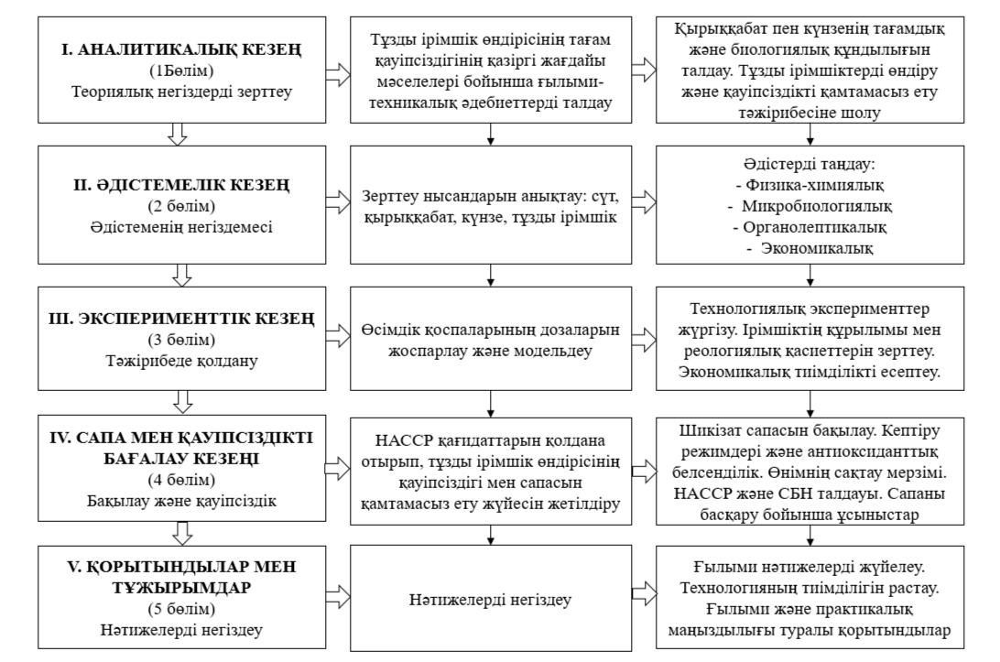 I. АНАЛИТИКАЛЫҚ КЕЗЕҢ
(1Бөлім)
Теориялық негіздерді зерттеу
Тұзды ірімшік өндірісінің тағам
қауіпсіздігінің қазіргі жағдайы
мәселелері бойынша ғылыми-
техникалық әдебиеттерді талдау
Қырыққабат пен күнзенің тағамдық
және биологиялық құндылығын
талдау. Тұзды ірімшіктерді өндіру
және қауіпсіздікті қамтамасыз ету
тәжірибесіне шолу
II. ӘДІСТЕМЕЛІК КЕЗЕҢ
(2 бөлім)
Әдістеменің негіздемесі
Зерттеу нысандарын анықтау: сүт,
қырыққабат, күнзе, тұзды ірімшік
Әдістерді таңдау:
- Физика-химиялық
- Микробиологиялық
- Органолептикалық
- Экономикалық
III. ЭКСПЕРИМЕНТТІК КЕЗЕҢ
(3 бөлім)
Тәжірибеде қолдану
Өсімдік қоспаларының дозаларын
жоспарлау және модельдеу
Технологиялық эксперименттер
жүргізу. Ірімшіктің құрылымы мен
реологиялық қасиеттерін зерттеу.
Экономикалық тиімділікті есептеу.
IV. САПА МЕН ҚАУІПСІЗДІКТІ
БАҒАЛАУ КЕЗЕҢІ
(4 бөлім)
Бақылау және қауіпсіздік
НАССР қағидаттарын қолдана
отырып, тұзды ірімшік өндірісінің
қауіпсіздігі мен сапасын
қамтамасыз ету жүйесін жетілдіру
Шикізат сапасын бақылау. Кептіру
режимдері және антиоксиданттық
белсенділік. Өнімнің сақтау мерзімі.
НАССР және СБН талдауы. Сапаны
басқару бойынша ұсыныстар
V. ҚОРЫТЫНДЫЛАР МЕН
ТҰЖЫРЫМДАР
(5 бөлім)
Нәтижелерді негіздеу
Нәтижелерді негіздеу
Ғылыми нәтижелерді жүйелеу.
Технологияның тиімділігін растау.
Ғылыми және практикалық
маңыздылығы туралы қорытындылар